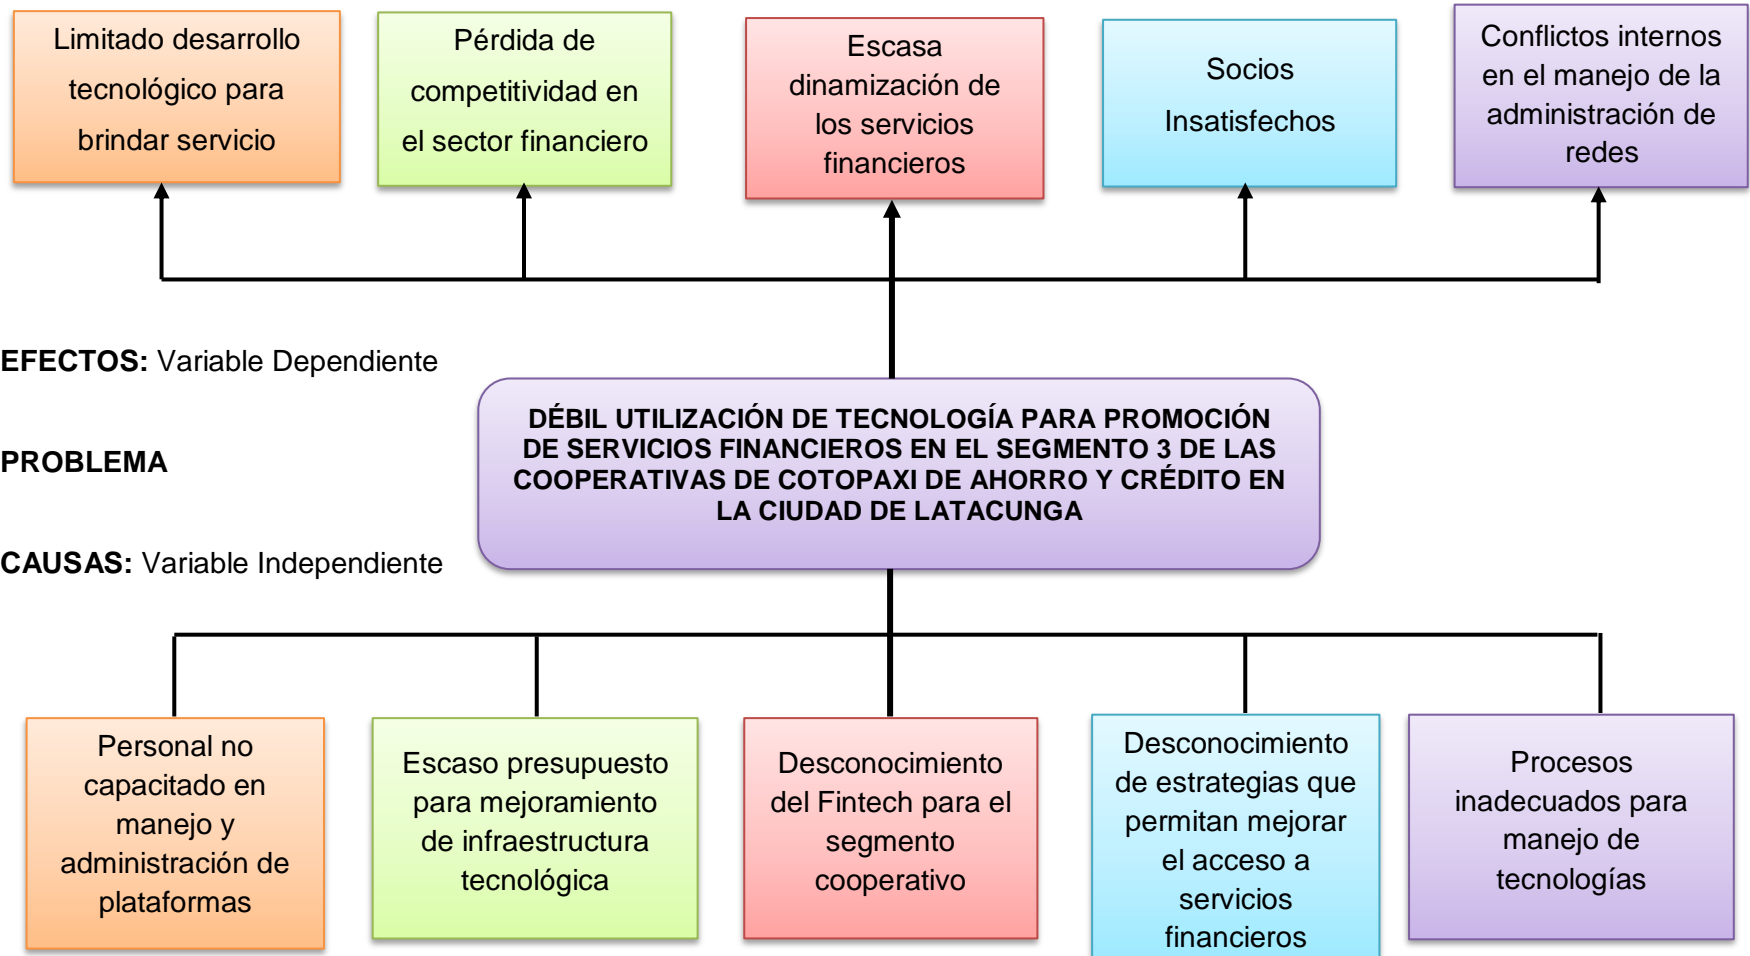 Limitado desarrollo
tecnológico para
brindar servicio
Pérdida de
competitividad en
el sector financiero
Escasa
dinamización de
los servicios
financieros
Socios
Insatisfechos
Conflictos internos
en el manejo de la
administración de
redes
EFECTOS: Variable Dependiente
PROBLEMA
DÉBIL UTILIZACIÓN DE TECNOLOGÍA PARA PROMOCIÓN
DE SERVICIOS FINANCIEROS EN EL SEGMENTO 3 DE LAS
COOPERATIVAS DE COTOPAXI DE AHORRO Y CRÉDITO EN
LA CIUDAD DE LATACUNGA
CAUSAS: Variable Independiente
Personal no
capacitado en
manejo y
administración de
plataformas
Escaso presupuesto
para mejoramiento
de infraestructura
tecnológica
Desconocimiento
del Fintech para el
segmento
cooperativo
Desconocimiento
de estrategias que
permitan mejorar
el acceso a
servicios
financieros
Procesos
inadecuados para
manejo de
tecnologías